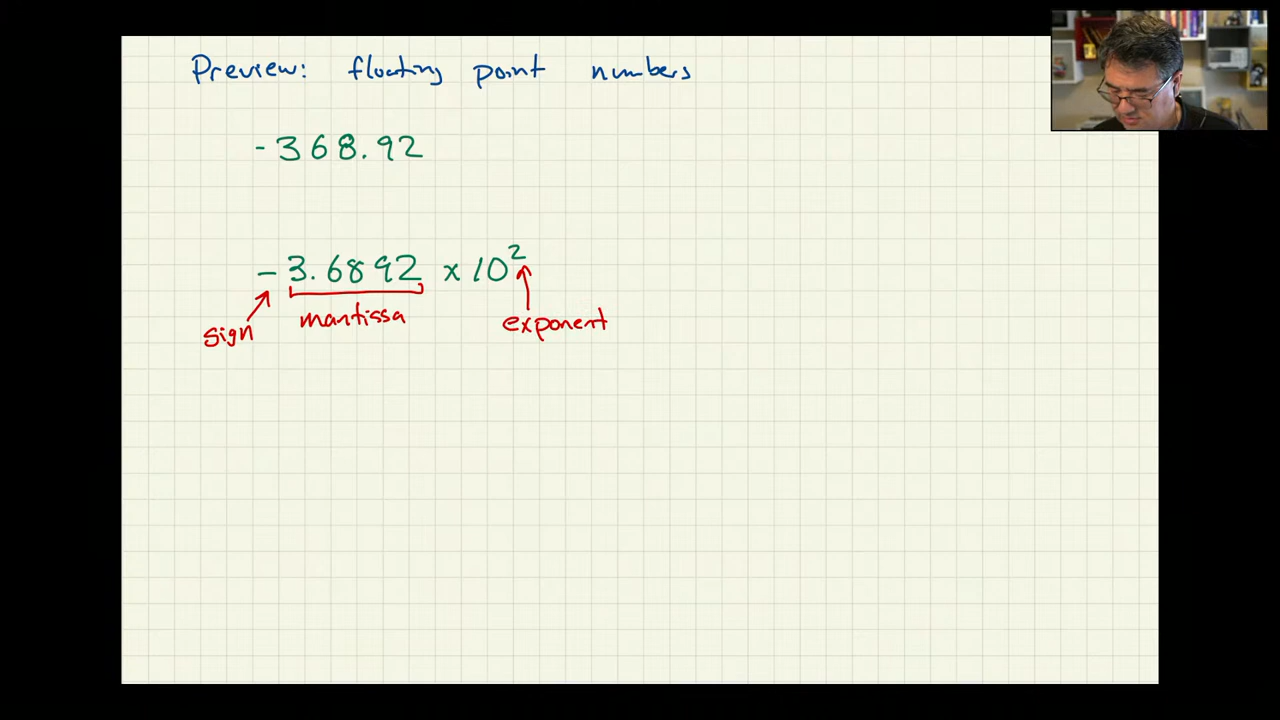 Preview: floating point numbers
-368.92
-3.6892 x 10²
sign mantissa exponent